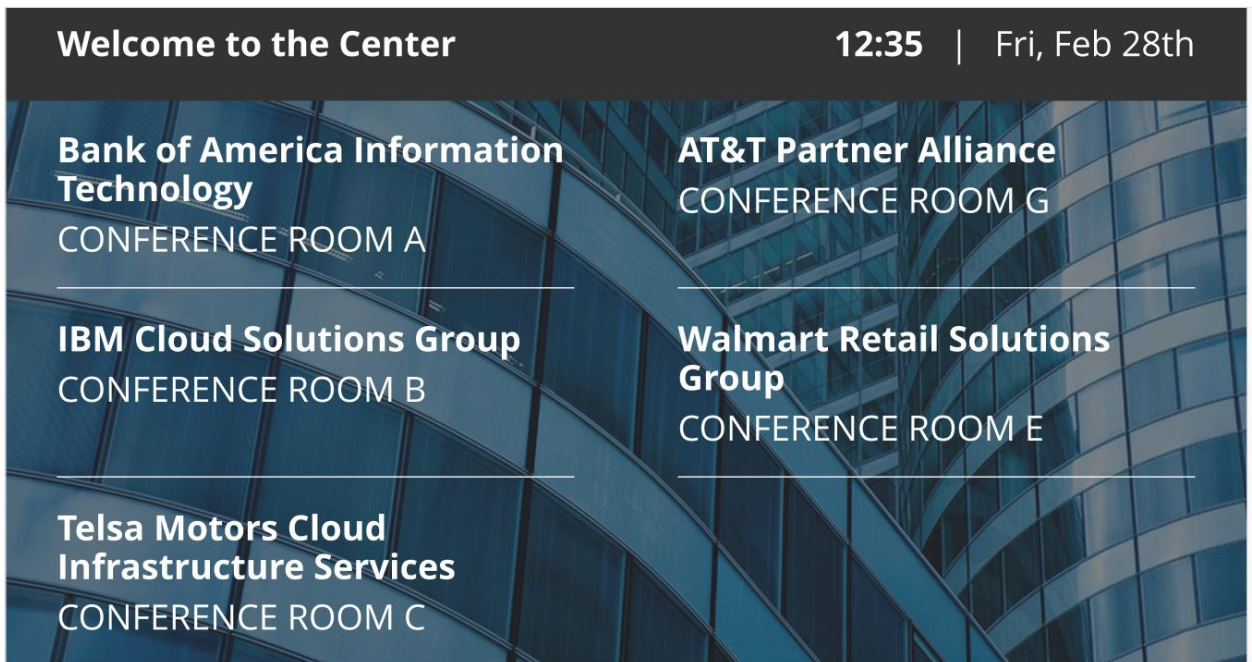 Welcome to the Center
12:35 | Fri, Feb 28th
Bank of America Information
Technology
CONFERENCE ROOM A
IBM Cloud Solutions Group
CONFERENCE ROOM B
Telsa Motors Cloud
Infrastructure Services
CONFERENCE ROOM C
AT&T Partner Alliance
CONFERENCE ROOM G
Walmart Retail Solutions
Group
CONFERENCE ROOM E